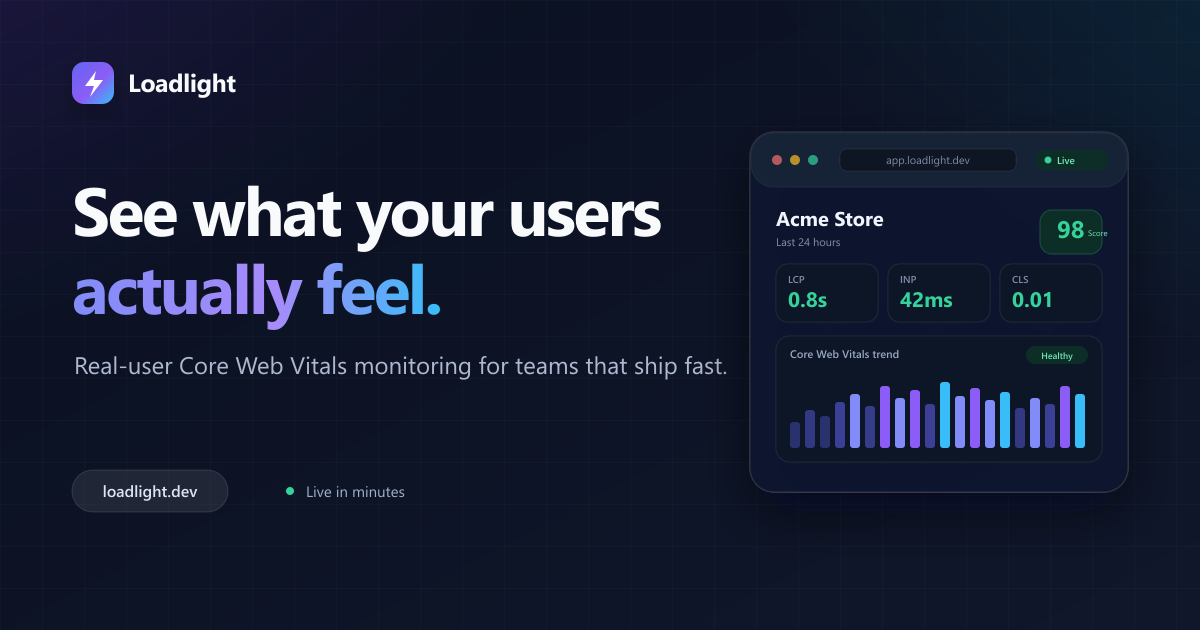 Loadlight
See what your users
actually feel.
Real-user Core Web Vitals monitoring for teams that ship fast.
loadlight.dev
Live in minutes
app.loadlight.dev
Live
Acme Store
Last 24 hours
98 Score
LCP
0.8s
INP
42ms
CLS
0.01
Core Web Vitals trend
Healthy